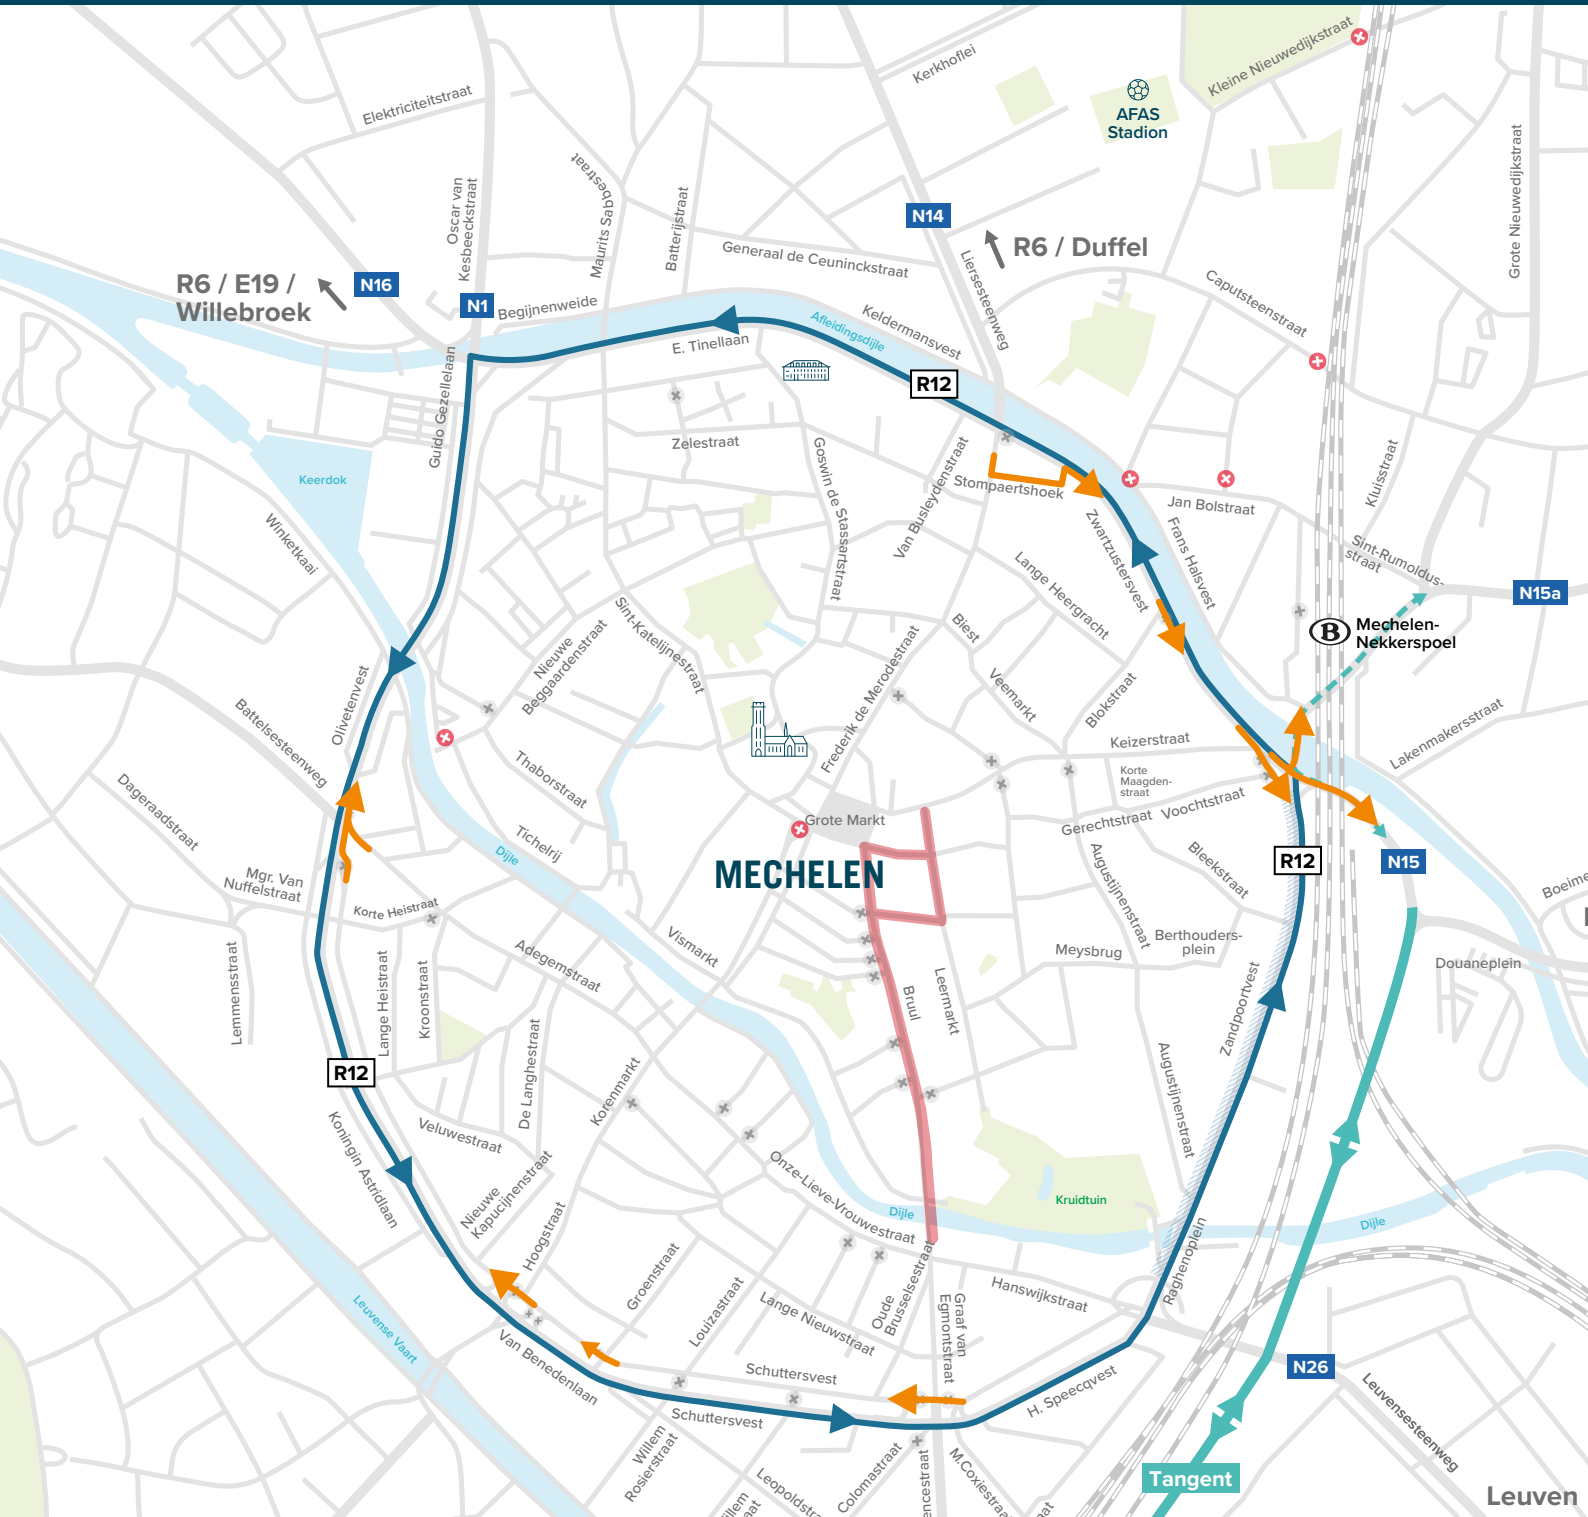 Kerkhoflei
Kleine Nieuwedijkstraat
Elektriciteitstraat
AFAS
Stadion
Grote Nieuwedijkstraat
Oscar van
Kesbeeckstraat
Maurits Sabbestraat
Batterijstraat
N14
R6 / Duffel
Generaal de Ceuninckstraat
Liersesteenweg
R6 / E19 /
Willebroek
N16
N1
Begijnenweide
Caputsteenstraat
Afleidingsdijle
Keldermansvest
E. Tinellaan
Guido Gezellelaan
R12
Zelestraat
Goswin de Stassartstraat
Van Busleydenstraat
Kluisstraat
Keerdok
Stompaertshoek
Jan Bolstraat
Winketkaai
Zwartzustersvest
Frans Halsvest
Sint-Rumoldus-
straat
Lange Heergracht
N15a
Sint-Katelijnestraat
Nieuwe
Beggaardenstraat
Biest
B
Mechelen-
Nekkerspoel
Frederik de Merodestraat
Olivetenvest
Battelsesteenweg
Veemarkt
Blokstraat
Lakenmakersstraat
Keizerstraat
Thaborstraat
Korte
Maagden-
straat
Dageraadstraat
Grote Markt
Voochtstraat
Gerechtstraat
Tichelrij
Dijle
Augustijnenstraat
Bleekstraat
R12
N15
MECHELEN
Mgr. Van
Nuffelstraat
Boeime
Korte Heistraat
Vismarkt
Berthouders-
plein
Adegemstraat
Meysbrug
Douaneplein
Lemmensstraat
Lange Heistraat
Kroonstraat
Bruul
Leermarkt
Zandpoortvest
R12
De Langhestraat
Korenmarkt
Augustijnenstraat
Koningin Astridlaan
Veluwestraat
Nieuwe
Kapucijnenstraat
Onze-Lieve-Vrouwestraat
Kruidtuin
Dijle
Dijle
Hoogstraat
Groenstraat
Raghenoplein
Louizastraat
Lange Nieuwstraat
Oude
Brusselsestraat
Graaf van
Egmontstraat
Hanswijkstraat
Leuvense Vaart
Van Benedenlaan
Schuttersvest
N26
H. Speecqvest
Leuvensesteenweg
Schuttersvest
Willem
Rosierstraat
Leopoldstr
Colomastraat
M.Coxiestraa
Tangent
Leuven